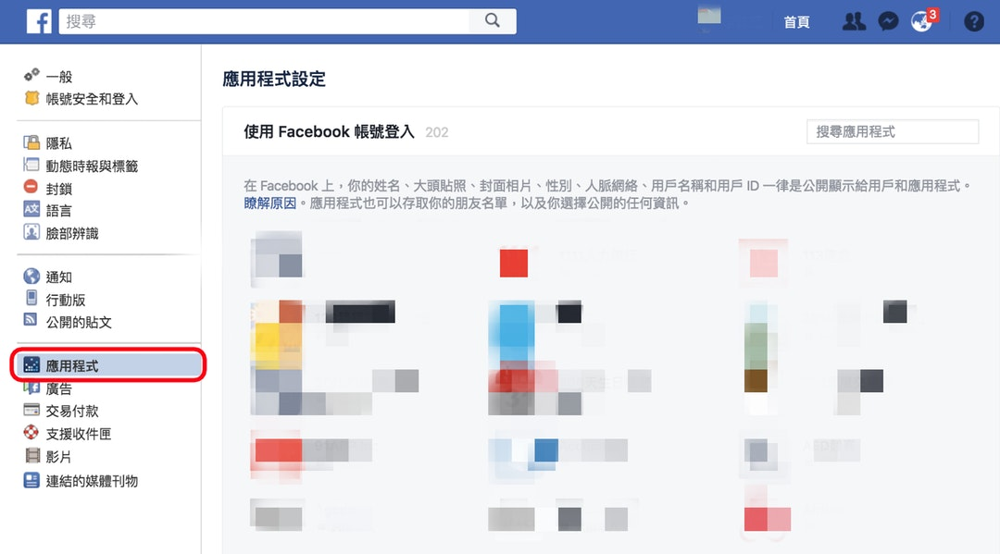 f
搜尋
首頁
3
?
一般
帳號安全和登入
隱私
動態時報與標籤
封鎖
語言
臉部辨識
通知
行動版
公開的貼文
應用程式
廣告
交易付款
支援收件匣
影片
連結的媒體刊物
應用程式設定
使用 Facebook 帳號登入 202
搜尋應用程式
在 Facebook 上，你的姓名、大頭貼照、封面相片、性別、人脈網絡、用戶名稱和用戶 ID 一律是公開顯示給用戶和應用程式。
瞭解原因。應用程式也可以存取你的朋友名單，以及你選擇公開的任何資訊。